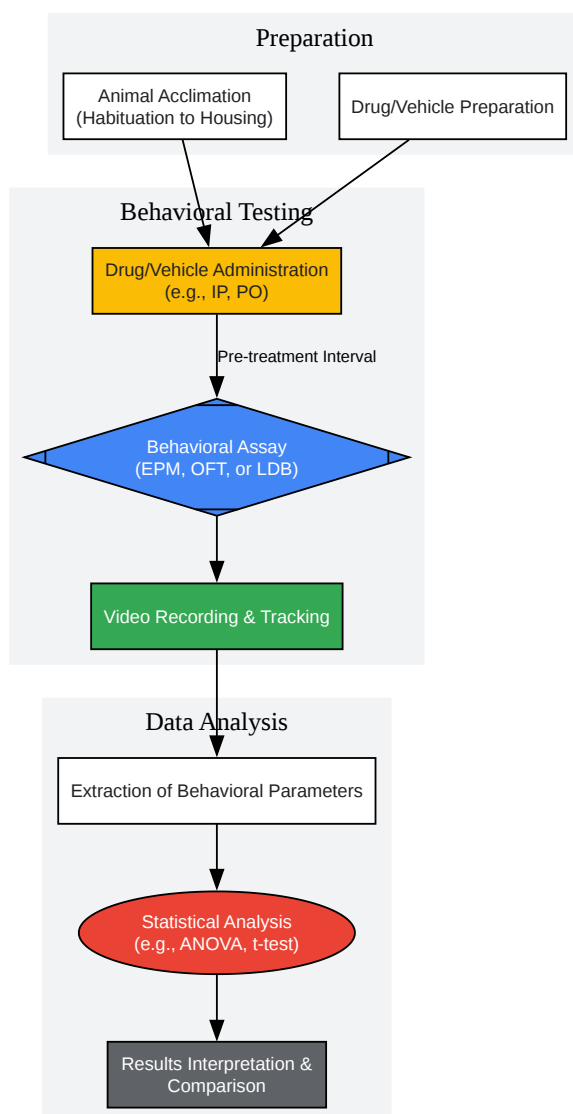 Preparation
Animal Acclimation
(Habituation to Housing)
Drug/Vehicle Preparation
Behavioral Testing
Drug/Vehicle Administration
(e.g., IP, PO)
Pre-treatment Interval
Behavioral Assay
(EPM, OFT, or LDB)
Video Recording & Tracking
Data Analysis
Extraction of Behavioral Parameters
Statistical Analysis
(e.g., ANOVA, t-test)
Results Interpretation &
Comparison